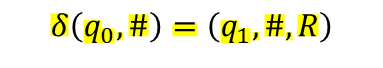 δ(q₀, #) = (q₁, #, R)